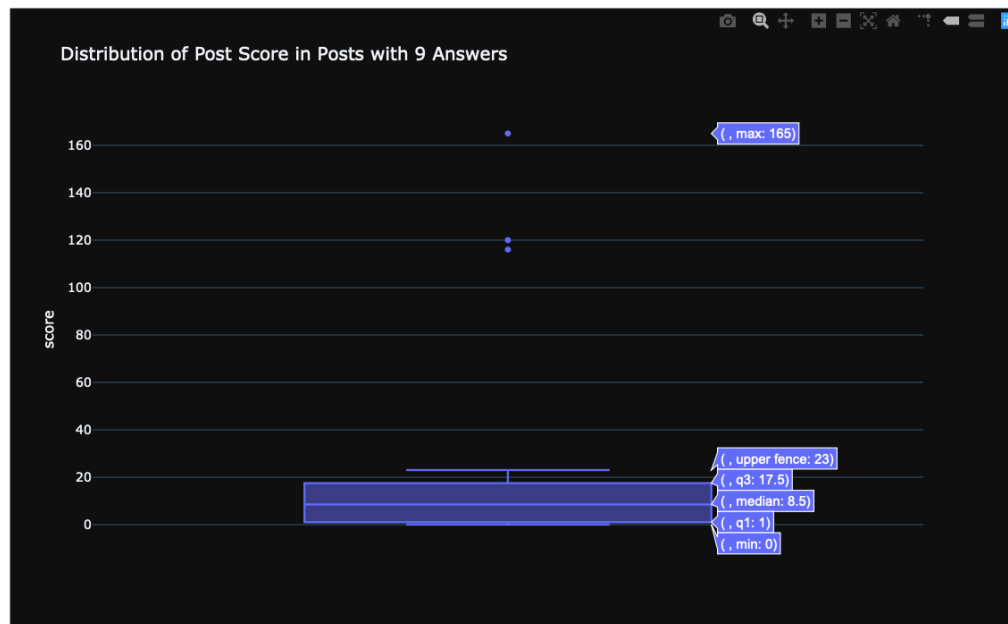 Distribution of Post Score in Posts with 9 Answers
( , max: 165)
160
140
120
100
80
score
60
40
( , upper fence: 23)
20
( , q3: 17.5)
( , median: 8.5)
( , q1: 1)
0
( , min: 0)